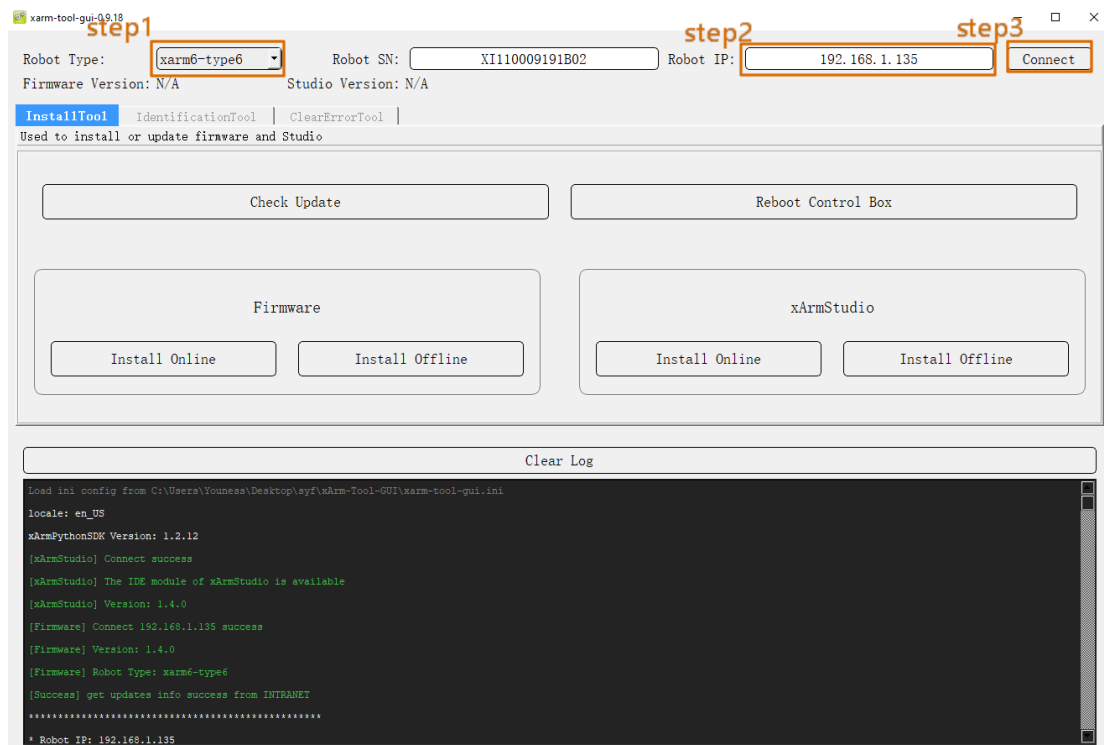 xarm-tool-gui-0.9.18
step1
step2
step3
Robot Type: xarm6-type6 Robot SN: XI110009191B02 Robot IP: 192.168.1.135 Connect
Firmware Version: N/A Studio Version: N/A
InstallTool IdentificationTool ClearErrorTool
Used to install or update firmware and Studio
Check Update Reboot Control Box
Firmware xArmStudio
Install Online Install Offline Install Online Install Offline
Clear Log
Load ini config from C:\Users\Youness\Desktop\syf\xArm-Tool-GUI\xarm-tool-gui.ini
locale: en_US
xArmPythonSDK Version: 1.2.12
[xArmStudio] Connect success
[xArmStudio] The IDE module of xArmStudio is available
[xArmStudio] Version: 1.4.0
[Firmware] Connect 192.168.1.135 success
[Firmware] Version: 1.4.0
[Firmware] Robot Type: xarm6-type6
[Success] get updates info success from INTRANET
**************************************************
* Robot IP: 192.168.1.135